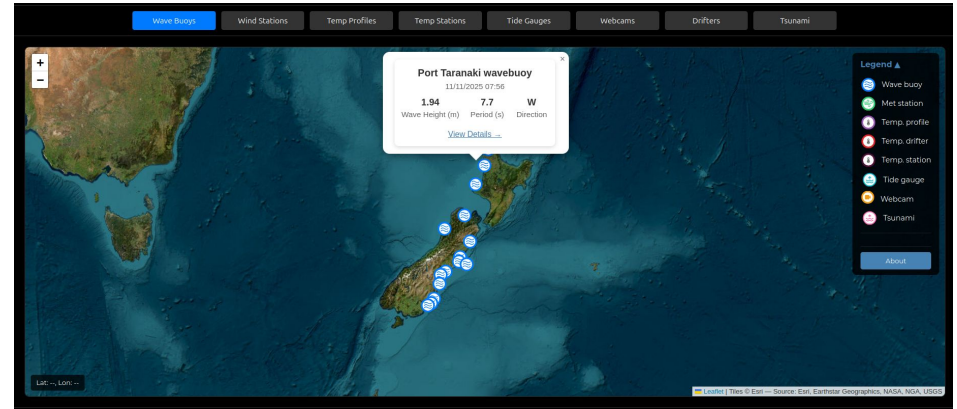 Wave Buoys Wind Stations Temp Profiles Temp Stations Tide Gauges Webcams Drifters Tsunami
+
−
Port Taranaki wavebuoy
×
11/11/2025 07:56
1.94 7.7 W
Wave Height (m) Period (s) Direction
View Details →
Legend ▲
Wave buoy
Met station
Temp. profile
Temp. drifter
Temp. station
Tide gauge
Webcam
Tsunami
About
Lat: --, Lon: --
Leaflet | Tiles © Esri — Source: Esri, Earthstar Geographics, NASA, NGA, USGS